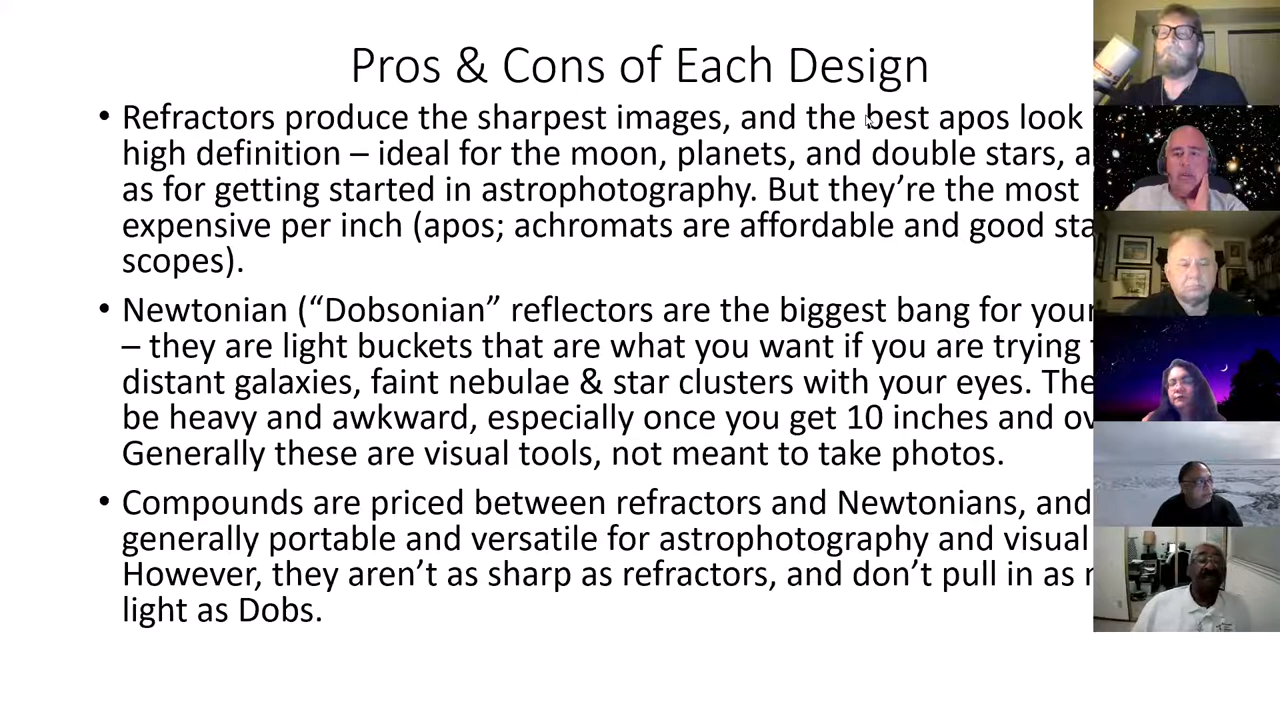 Pros & Cons of Each Design
• Refractors produce the sharpest images, and the best apos look
high definition – ideal for the moon, planets, and double stars,
as for getting started in astrophotography. But they’re the most
expensive per inch (apos; achromats are affordable and good
scopes).
• Newtonian (“Dobsonian” reflectors are the biggest bang for your
– they are light buckets that are what you want if you are trying
distant galaxies, faint nebulae & star clusters with your eyes.
be heavy and awkward, especially once you get 10 inches and
Generally these are visual tools, not meant to take photos.
• Compounds are priced between refractors and Newtonians, and
generally portable and versatile for astrophotography and visual
However, they aren’t as sharp as refractors, and don’t pull in as
light as Dobs.